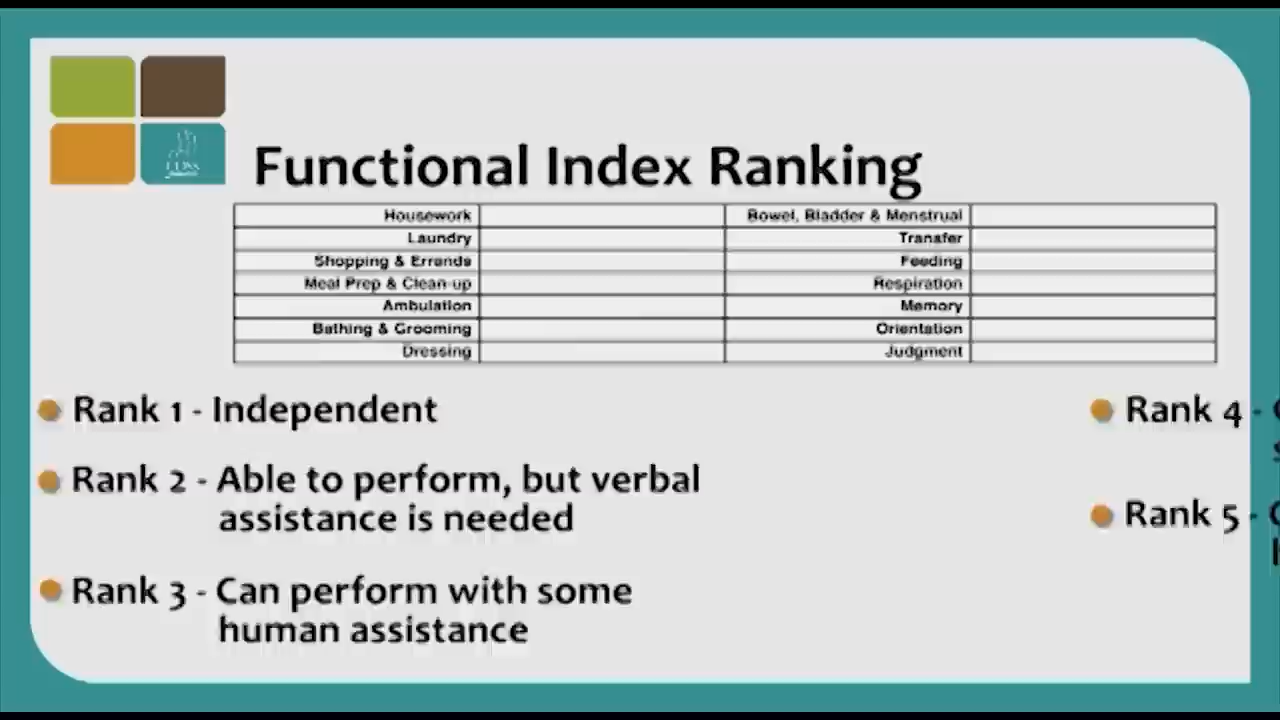 CDSS
Functional Index Ranking
Housework
Bowel, Bladder & Menstrual
Laundry
Transfer
Shopping & Errands
Feeding
Meal Prep & Clean-up
Respiration
Ambulation
Memory
Bathing & Grooming
Orientation
Dressing
Judgment
Rank 1 - Independent
Rank 2 - Able to perform, but verbal
assistance is needed
Rank 3 - Can perform with some
human assistance
Rank 4 -
Rank 5 -